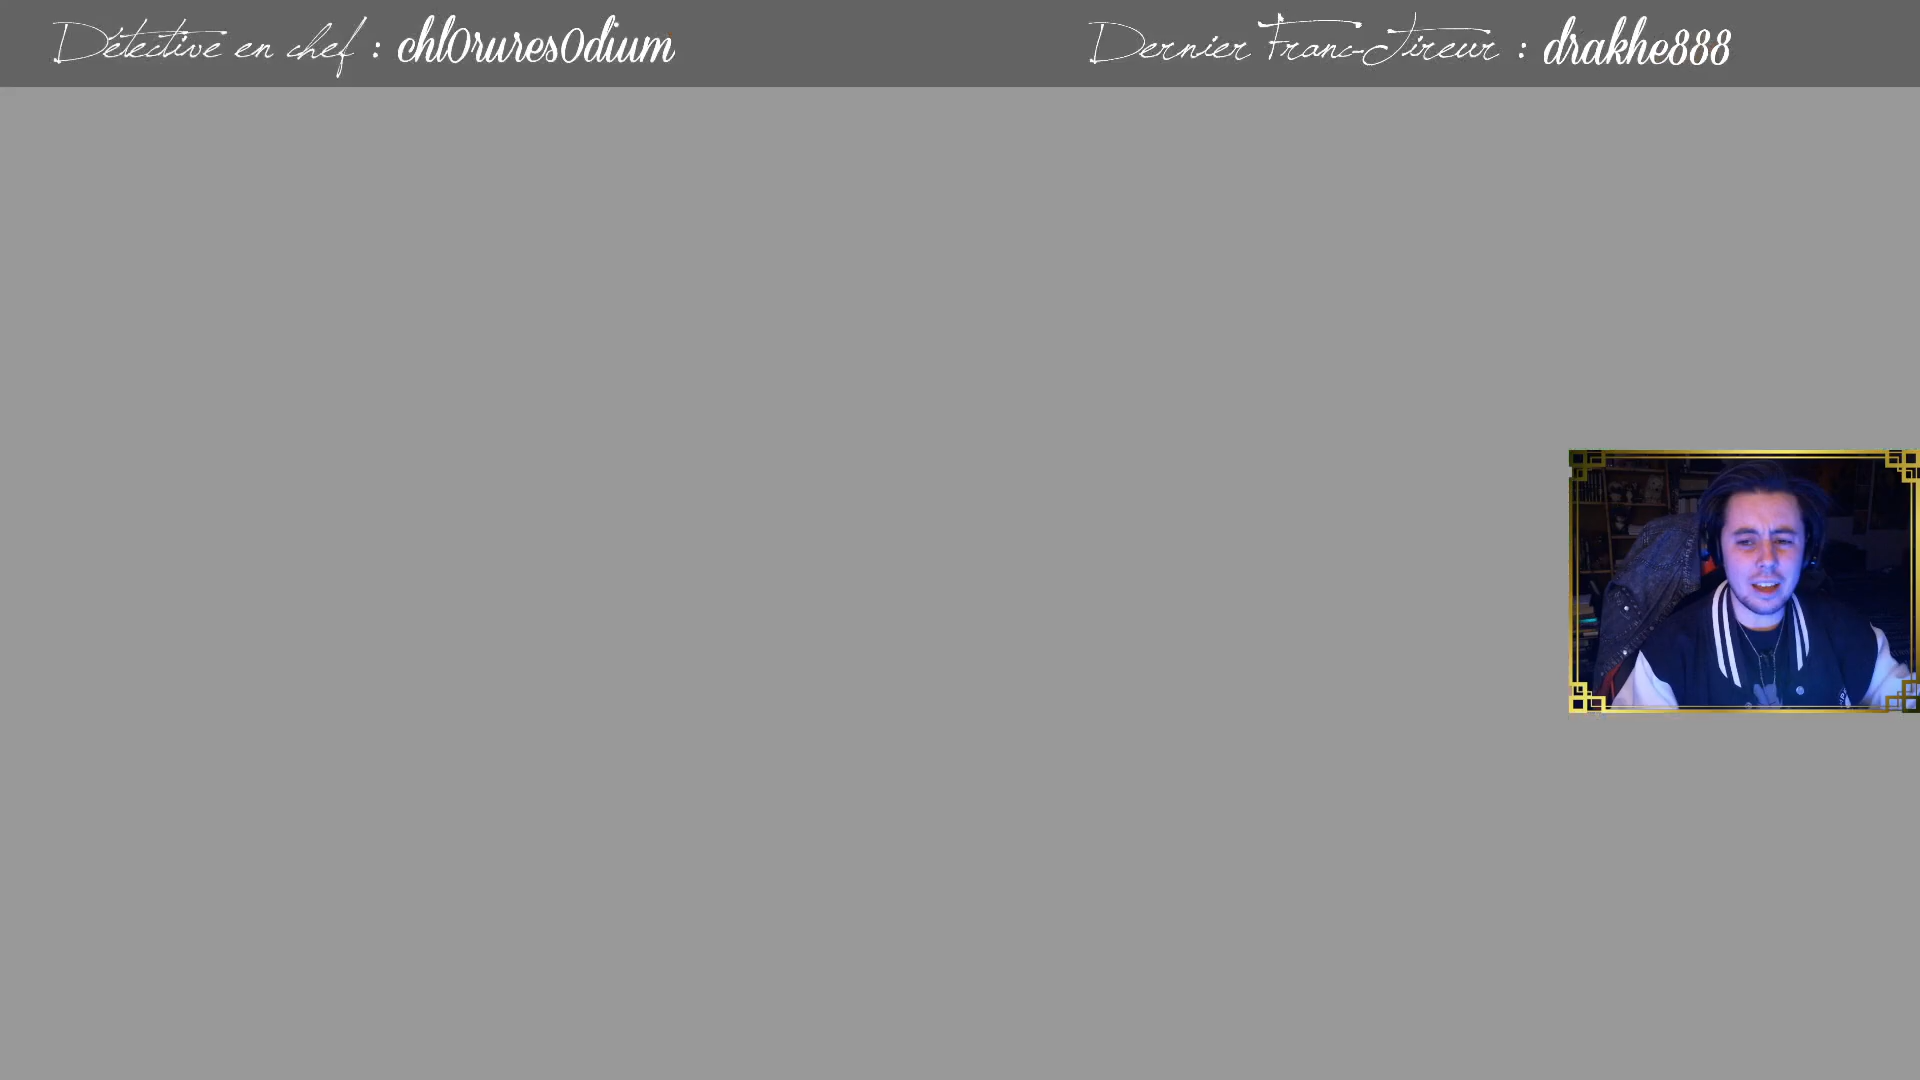 Détective en chef : chl0rures0dium
Dernier Franc-Tireur : drakhe888